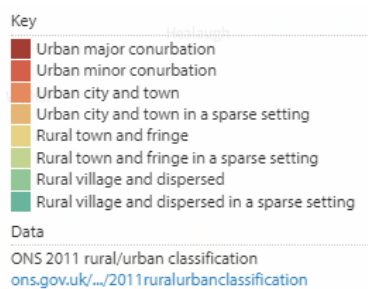 Key
Healaugh
Urban major conurbation
Urban minor conurbation
Urban city and town
Urban city and town in a sparse setting
Rural town and fringe
Rural town and fringe in a sparse setting
Rural village and dispersed
Rural village and dispersed in a sparse setting
Data
ONS 2011 rural/urban classification
ons.gov.uk/.../2011ruralurbanclassification